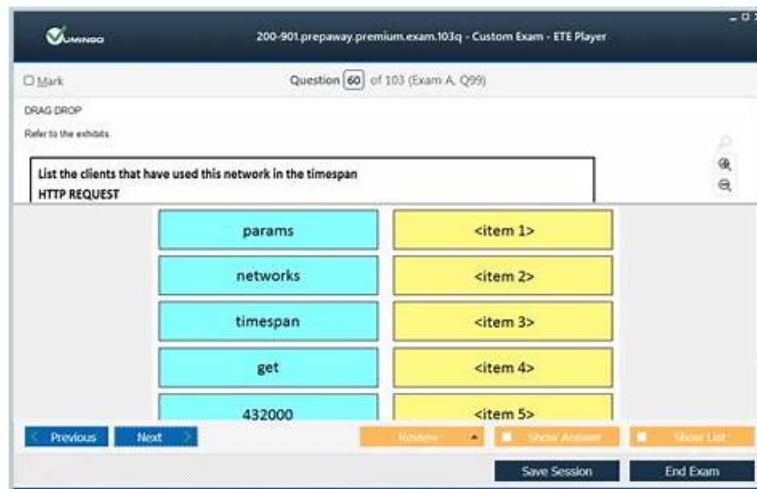 Vumingo
200-901.prepaway.premium.exam.103q - Custom Exam - ETE Player
Mark
Question 60 of 103 (Exam A, Q99)
DRAG DROP
Refer to the exhibits
List the clients that have used this network in the timespan
HTTP REQUEST
params <item 1>
networks <item 2>
timespan <item 3>
get <item 4>
432000 <item 5>
Previous Next Review Show Answer Show List
Save Session End Exam